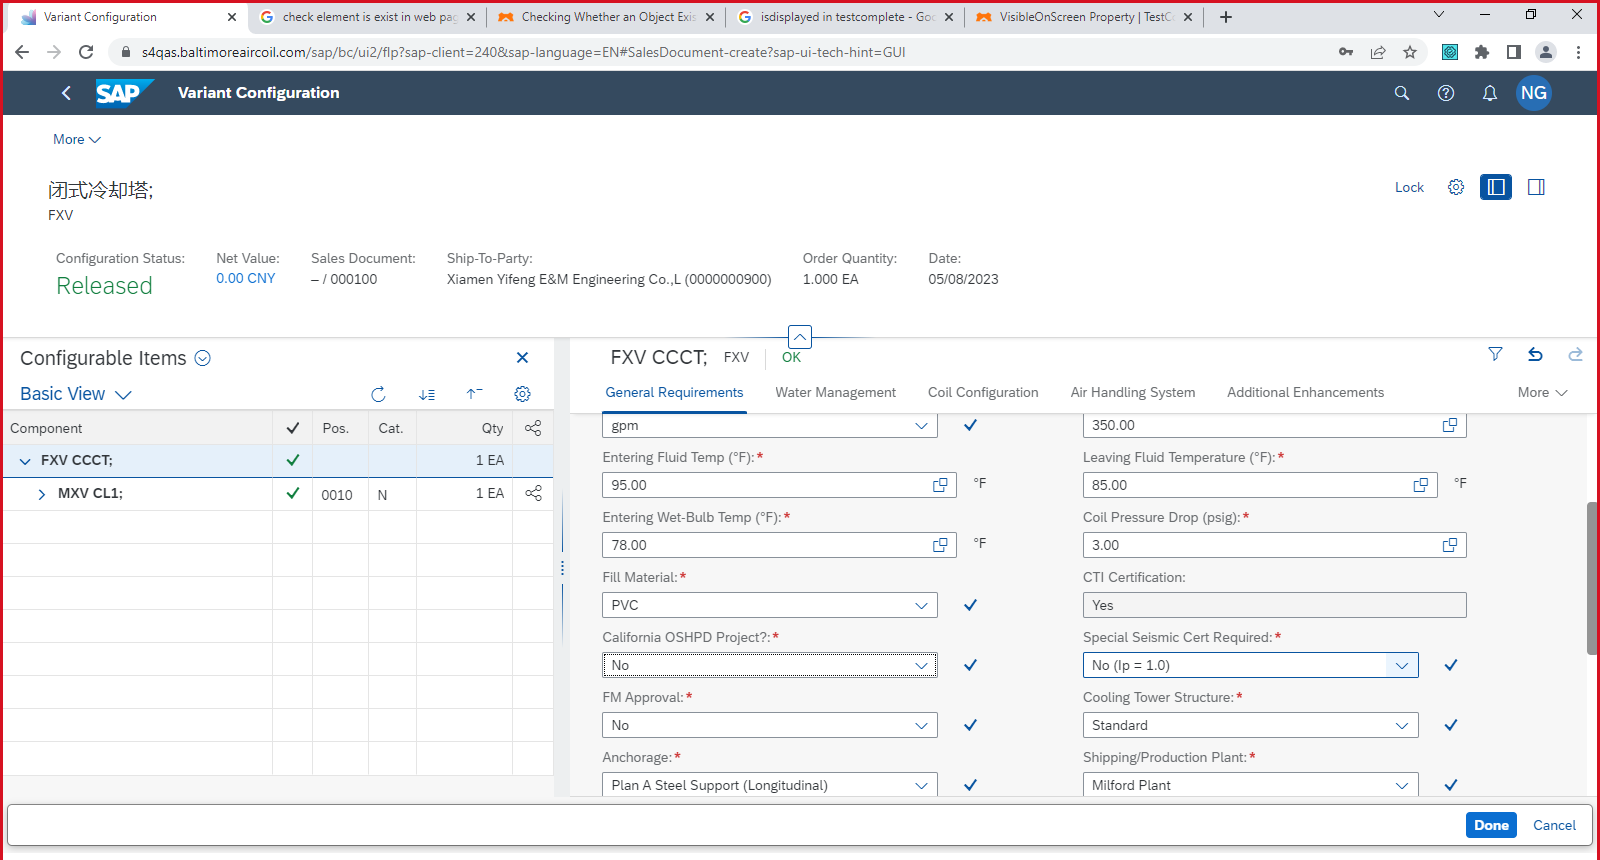 Variant Configuration
check element is exist in web pag
Checking Whether an Object Exis
isdisplayed in testcomplete - Goo
VisibleOnScreen Property | TestCo
s4qas.baltimoreaircoil.com/sap/bc/ui2/flp?sap-client=240&sap-language=EN#SalesDocument-create?sap-ui-tech-hint=GUI
SAP
Variant Configuration
NG
More
闭式冷却塔;
FXV
Lock
Configuration Status:
Released
Net Value:
0.00 CNY
Sales Document:
– / 000100
Ship-To-Party:
Xiamen Yifeng E&M Engineering Co.,L (0000000900)
Order Quantity:
1.000 EA
Date:
05/08/2023
Configurable Items
Basic View
Component Pos. Cat. Qty
FXV CCCT; 1 EA
MXV CL1; 0010 N 1 EA
FXV CCCT; FXV OK
General Requirements
Water Management
Coil Configuration
Air Handling System
Additional Enhancements
More
gpm
350.00
Entering Fluid Temp (°F):*
95.00 °F
Leaving Fluid Temperature (°F):*
85.00 °F
Entering Wet-Bulb Temp (°F):*
78.00 °F
Coil Pressure Drop (psig):*
3.00
Fill Material:*
PVC
CTI Certification:
Yes
California OSHPD Project?:*
No
Special Seismic Cert Required:*
No (Ip = 1.0)
FM Approval:*
No
Cooling Tower Structure:*
Standard
Anchorage:*
Plan A Steel Support (Longitudinal)
Shipping/Production Plant:*
Milford Plant
Done
Cancel